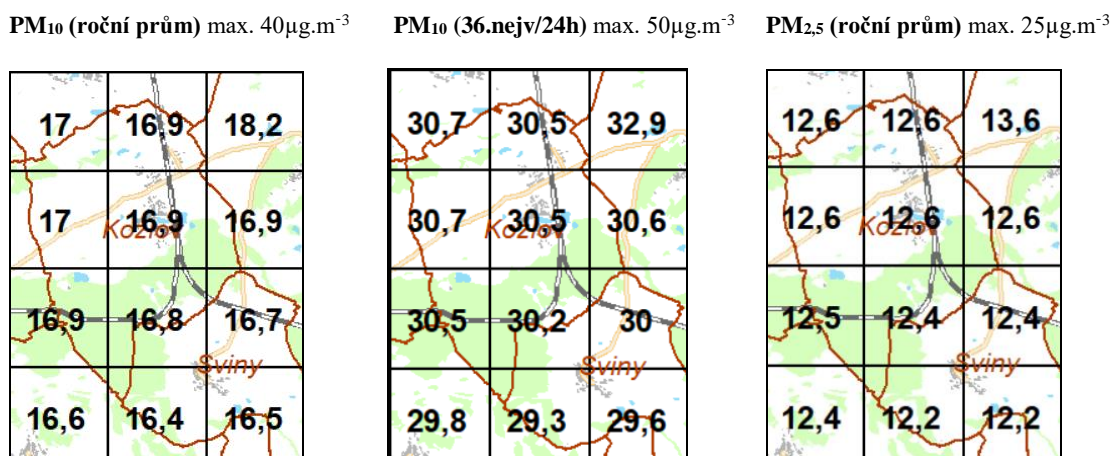 PM10 (roční prům) max. 40µg.m-3
PM10 (36.nejv/24h) max. 50µg.m-3
PM2,5 (roční prům) max. 25µg.m-3
17 16,9 18,2
17 16,9 16,9
16,9 16,8 16,7
Sviny
16,6 16,4 16,5
30,7 30,5 32,9
30,7 30,5 30,6
30,5 30,2 30
Sviny
29,8 29,3 29,6
12,6 12,6 13,6
12,6 12,6 12,6
12,5 12,4 12,4
Sviny
12,4 12,2 12,2